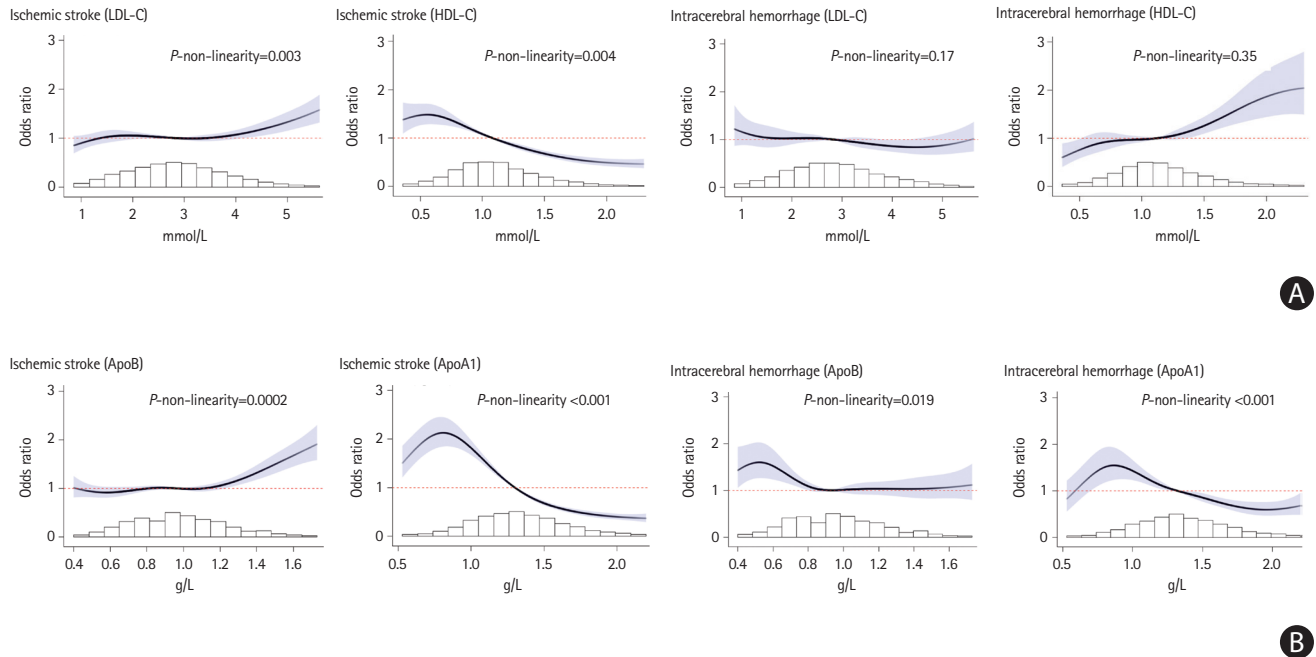 Ischemic stroke (LDL-C)
P-non-linearity=0.003
Odds ratio
3
2
1
0
1 2 3 4 5
mmol/L
Ischemic stroke (HDL-C)
P-non-linearity=0.004
Odds ratio
3
2
1
0
0.5 1.0 1.5 2.0
mmol/L
Intracerebral hemorrhage (LDL-C)
P-non-linearity=0.17
Odds ratio
3
2
1
0
1 2 3 4 5
mmol/L
Intracerebral hemorrhage (HDL-C)
P-non-linearity=0.35
Odds ratio
3
2
1
0
0.5 1.0 1.5 2.0
mmol/L
A
Ischemic stroke (ApoB)
P-non-linearity=0.0002
Odds ratio
3
2
1
0
0.4 0.6 0.8 1.0 1.2 1.4 1.6
g/L
Ischemic stroke (ApoA1)
P-non-linearity <0.001
Odds ratio
3
2
1
0
0.5 1.0 1.5 2.0
g/L
Intracerebral hemorrhage (ApoB)
P-non-linearity=0.019
Odds ratio
3
2
1
0
0.4 0.6 0.8 1.0 1.2 1.4 1.6
g/L
Intracerebral hemorrhage (ApoA1)
P-non-linearity <0.001
Odds ratio
3
2
1
0
0.5 1.0 1.5 2.0
g/L
B